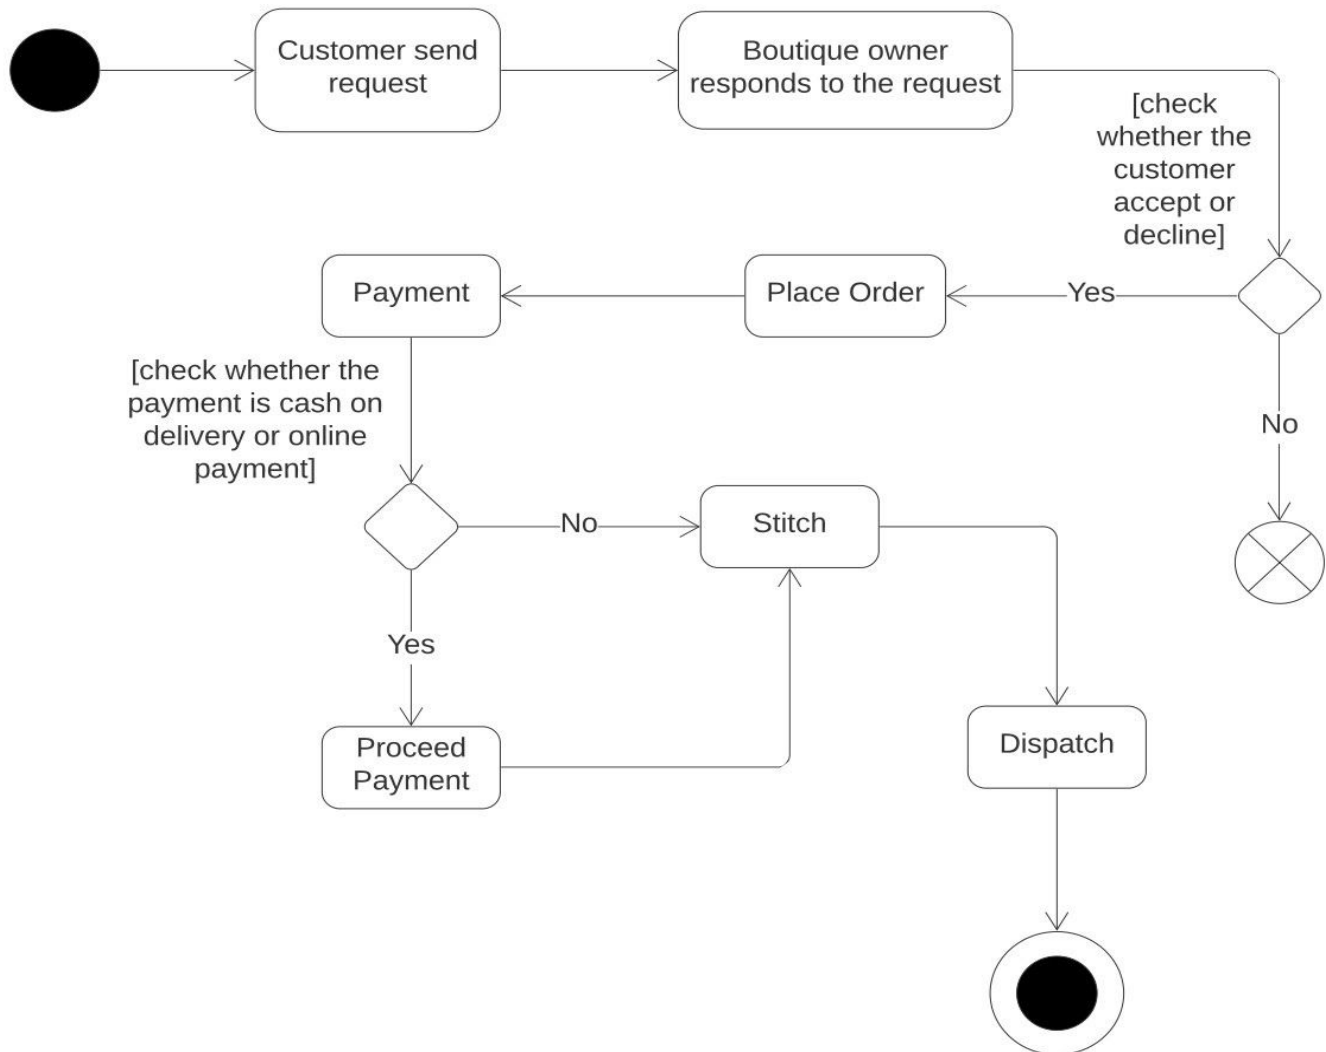 Customer send
request
Boutique owner
responds to the request
[check
whether the
customer
accept or
decline]
Payment
Place Order
Yes
[check whether the
payment is cash on
delivery or online
payment]
No
No
Stitch
Yes
Proceed
Payment
Dispatch